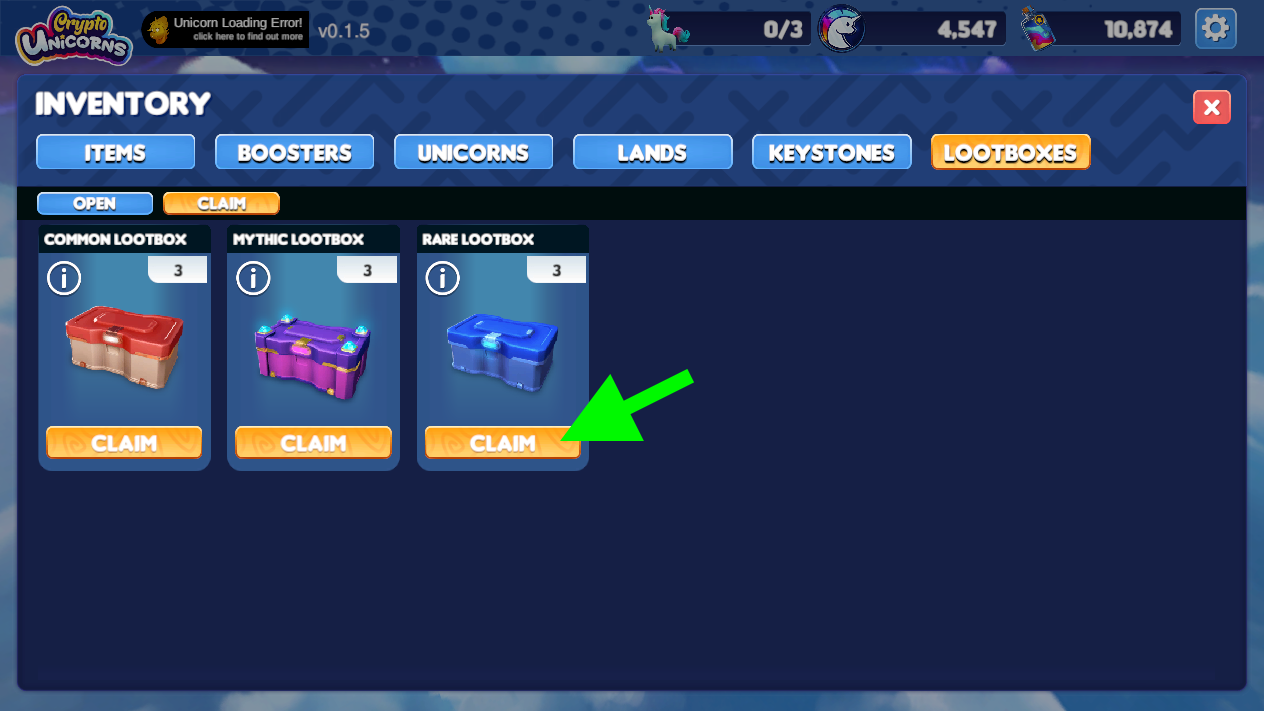 Crypto
UNICORNS
Unicorn Loading Error!
click here to find out more
v0.1.5
0/3
4,547
10,874
INVENTORY
ITEMS
BOOSTERS
UNICORNS
LANDS
KEYSTONES
LOOTBOXES
OPEN
CLAIM
COMMON LOOTBOX
MYTHIC LOOTBOX
RARE LOOTBOX
i
3
i
3
i
3
CLAIM
CLAIM
CLAIM